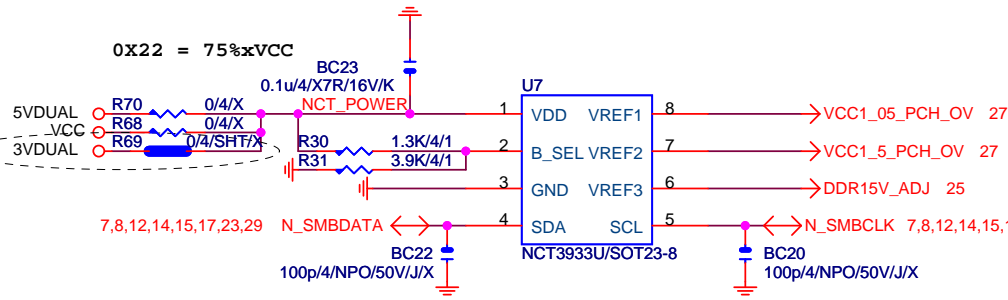 0X22 = 75%xVCC
BC23
0.1u/4/X7R/16V/K
NCT_POWER
5VDUAL R70 0/4/X
VCC R68 0/4/X
3VDUAL R69 0/4/SHT/X
R30 1.3K/4/1
R31 3.9K/4/1
U7
1 VDD VREF1 8 VCC1_05_PCH_OV 27
2 B_SEL VREF2 7 VCC1_5_PCH_OV 27
3 GND VREF3 6 DDR15V_ADJ 25
7,8,12,14,15,17,23,29 N_SMBDATA 4 SDA SCL 5 N_SMBCLK 7,8,12,14,15,1
NCT3933U/SOT23-8
BC22
100p/4/NPO/50V/J/X
BC20
100p/4/NPO/50V/J/X